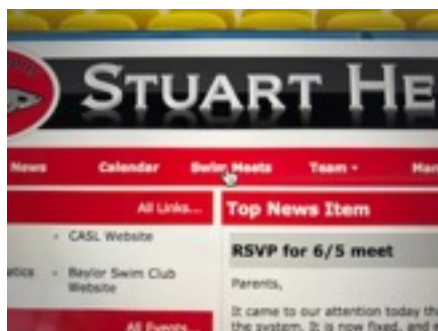 STUART HE
News Calendar Swim Meets Team
All Links... Top News Item
CASL Website
RSVP for 6/5 meet
Baylor Swim Club
Website
Parents,
It came to our attention today
All Events...
the system. It is now fixed, and